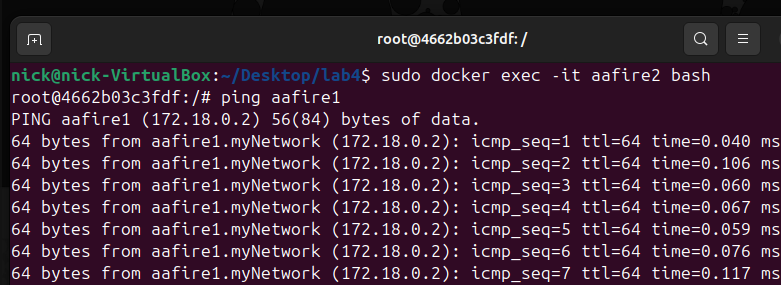 root@4662b03c3fdf: /
nick@nick-VirtualBox:~/Desktop/lab4$ sudo docker exec -it aafire2 bash
root@4662b03c3fdf:/# ping aafire1
PING aafire1 (172.18.0.2) 56(84) bytes of data.
64 bytes from aafire1.myNetwork (172.18.0.2): icmp_seq=1 ttl=64 time=0.040 ms
64 bytes from aafire1.myNetwork (172.18.0.2): icmp_seq=2 ttl=64 time=0.106 ms
64 bytes from aafire1.myNetwork (172.18.0.2): icmp_seq=3 ttl=64 time=0.060 ms
64 bytes from aafire1.myNetwork (172.18.0.2): icmp_seq=4 ttl=64 time=0.067 ms
64 bytes from aafire1.myNetwork (172.18.0.2): icmp_seq=5 ttl=64 time=0.059 ms
64 bytes from aafire1.myNetwork (172.18.0.2): icmp_seq=6 ttl=64 time=0.076 ms
64 bytes from aafire1.myNetwork (172.18.0.2): icmp_seq=7 ttl=64 time=0.117 ms